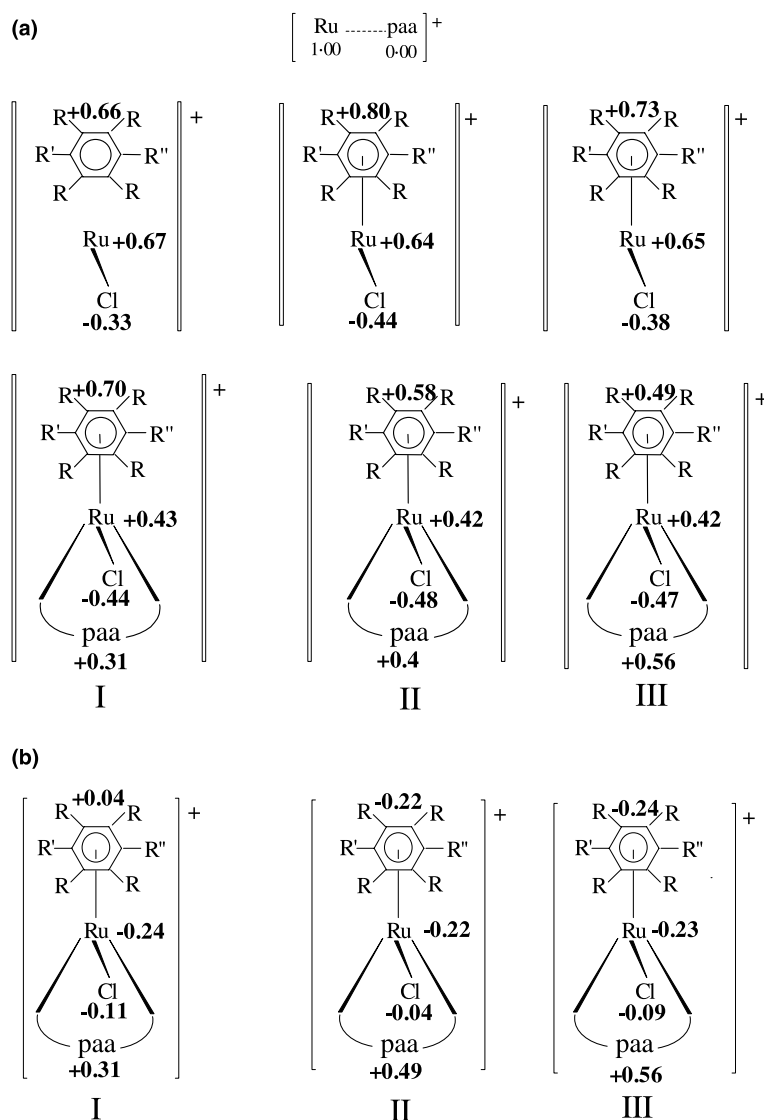 (a)
[ Ru ---------- paa ]+
1·00 0·00
+0.66 +0.80 +0.73
R R R R R R
+ + +
R' R'' R' R'' R' R''
R R R R R R
Ru +0.67 Ru +0.64 Ru +0.65
Cl Cl Cl
-0.33 -0.44 -0.38
+0.70 +0.58 +0.49
R R R R R R
+ + +
R' R'' R' R'' R' R''
R R R R R R
Ru +0.43 Ru +0.42 Ru +0.42
Cl Cl Cl
-0.44 -0.48 -0.47
paa paa paa
+0.31 +0.4 +0.56
I II III
(b)
+0.04 -0.22 -0.24
R R R R R R
+ + +
R' R'' R' R'' R' R''
R R R R R R
Ru -0.24 Ru -0.22 Ru -0.23
Cl Cl Cl
-0.11 -0.04 -0.09
paa paa paa
+0.31 +0.49 +0.56
I II III